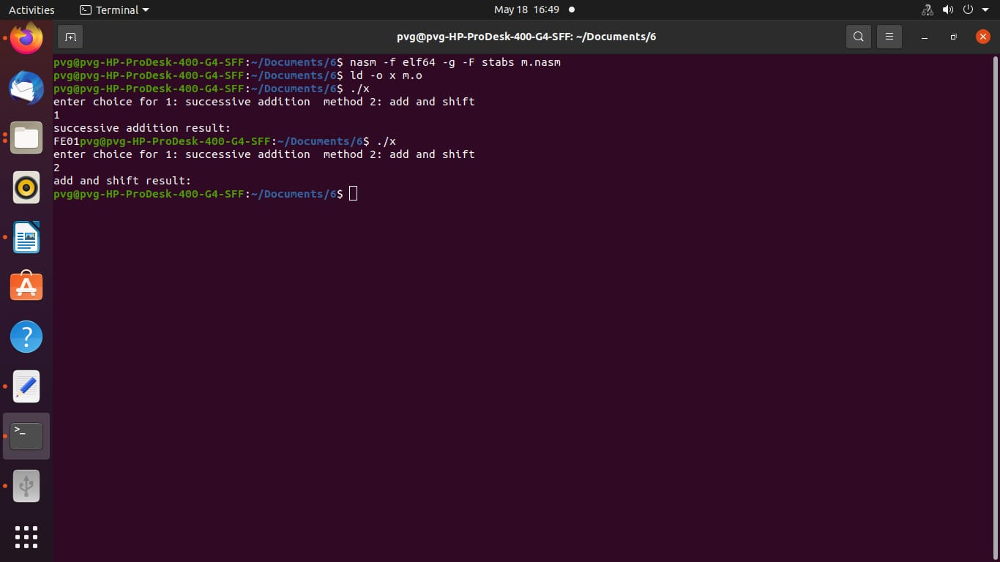 Activities Terminal May 18 16:49
pvg@pvg-HP-ProDesk-400-G4-SFF: ~/Documents/6
pvg@pvg-HP-ProDesk-400-G4-SFF:~/Documents/6$ nasm -f elf64 -g -F stabs m.nasm
pvg@pvg-HP-ProDesk-400-G4-SFF:~/Documents/6$ ld -o x m.o
pvg@pvg-HP-ProDesk-400-G4-SFF:~/Documents/6$ ./x
enter choice for 1: successive addition  method 2: add and shift
1
successive addition result:
FE01pvg@pvg-HP-ProDesk-400-G4-SFF:~/Documents/6$ ./x
enter choice for 1: successive addition  method 2: add and shift
2
add and shift result:
pvg@pvg-HP-ProDesk-400-G4-SFF:~/Documents/6$